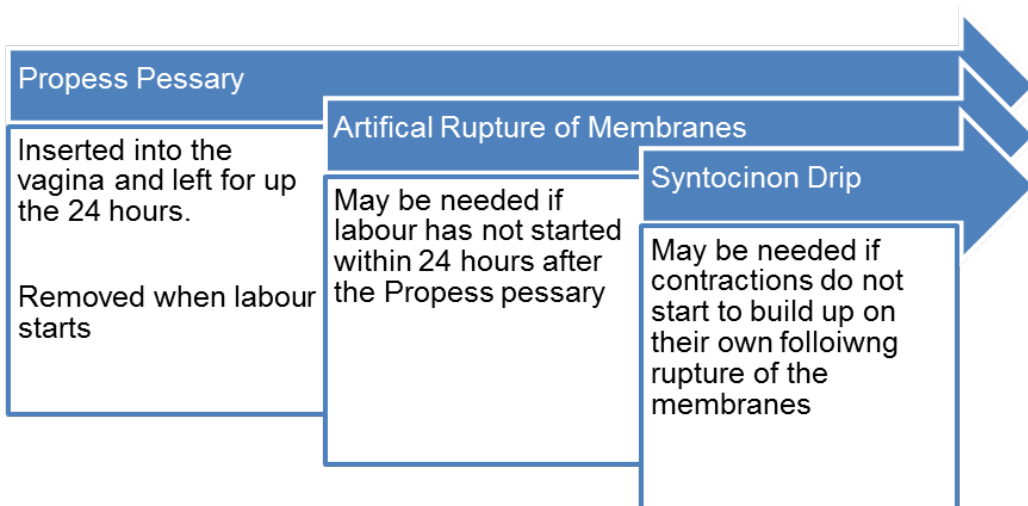 Propess Pessary
Inserted into the
vagina and left for up
the 24 hours.
Removed when labour
starts
Artifical Rupture of Membranes
May be needed if
labour has not started
within 24 hours after
the Propess pessary
Syntocinon Drip
May be needed if
contractions do not
start to build up on
their own folloiwng
rupture of the
membranes